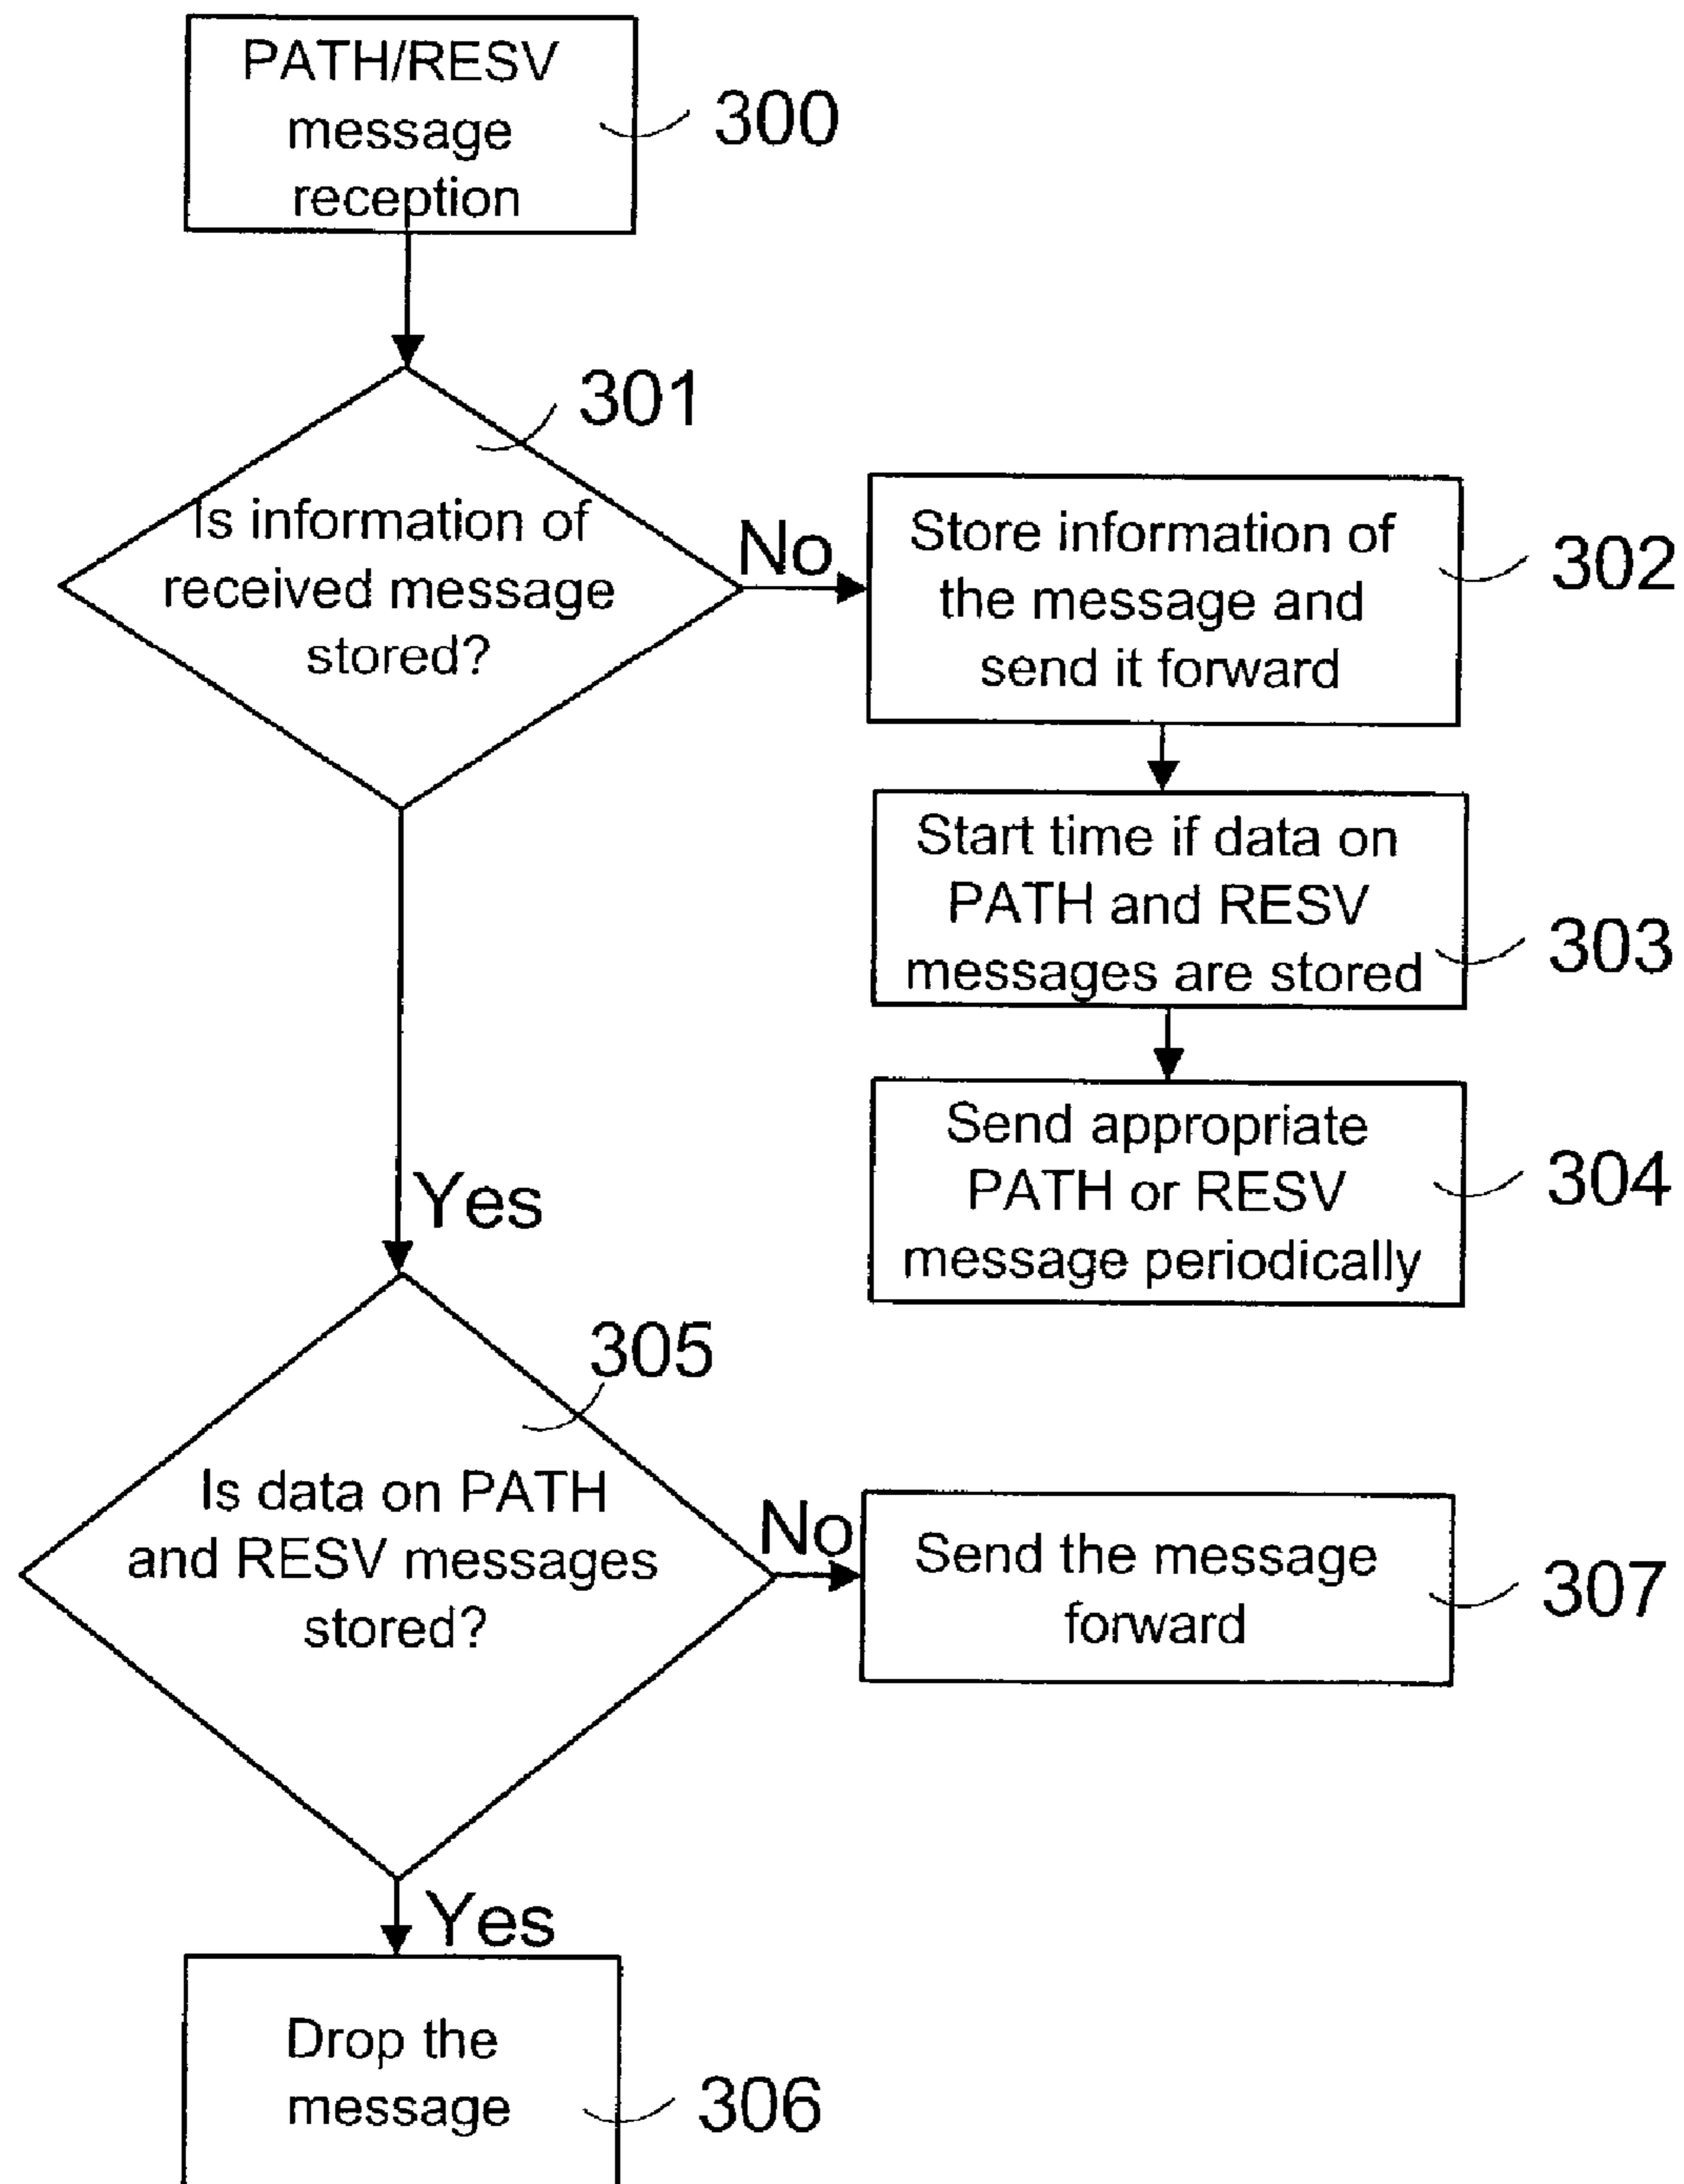 PATH/RESV
message
reception
300
301
Is information of
received message
stored?
No
Store information of
the message and
send it forward
302
Start time if data on
PATH and RESV
messages are stored
303
Send appropriate
PATH or RESV
message periodically
304
Yes
305
Is data on PATH
and RESV messages
stored?
No
Send the message
forward
307
Yes
Drop the
message
306